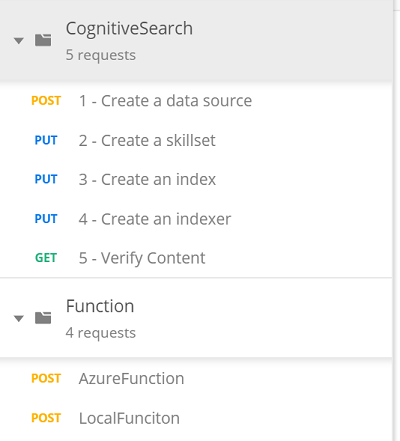 CognitiveSearch
5 requests
POST 1 - Create a data source
PUT 2 - Create a skillset
PUT 3 - Create an index
PUT 4 - Create an indexer
GET 5 - Verify Content
Function
4 requests
POST AzureFunction
POST LocalFunciton